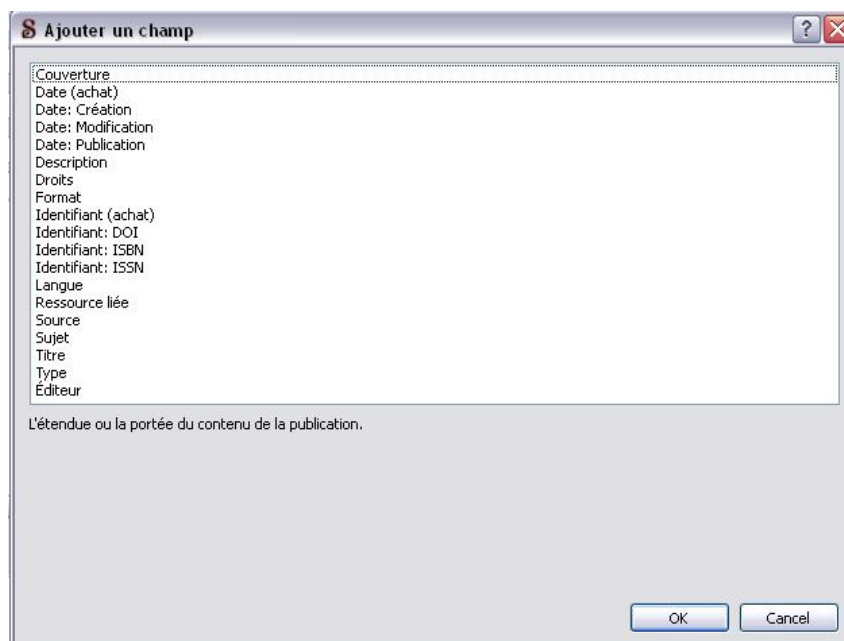 S Ajouter un champ
Couverture
Date (achat)
Date: Création
Date: Modification
Date: Publication
Description
Droits
Format
Identifiant (achat)
Identifiant: DOI
Identifiant: ISBN
Identifiant: ISSN
Langue
Ressource liée
Source
Sujet
Titre
Type
Éditeur
L'étendue ou la portée du contenu de la publication.
OK Cancel